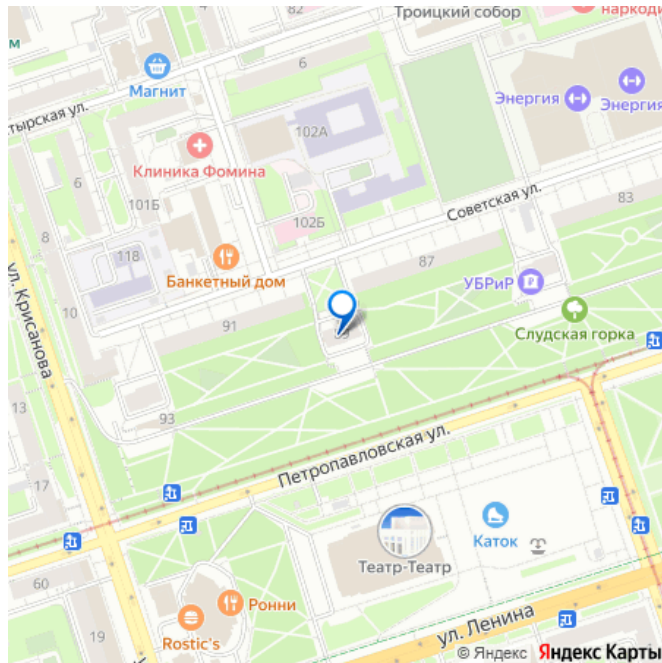 82
Троицкий собор
наркоди
м
6
Магнит
Энергия
Энергия
тырская ул.
102А
Клиника Фомина
6
101Б
Советская ул.
83
8
102Б
118
87
УБРиР
Банкетный дом
ул. Крисанова
10
91
Слудская горка
13
93
Петропавловская ул.
17
Каток
Театр-Театр
60
Ронни
19
Rostic's
ул. Ленина
© Яндекс Яндекс Карты